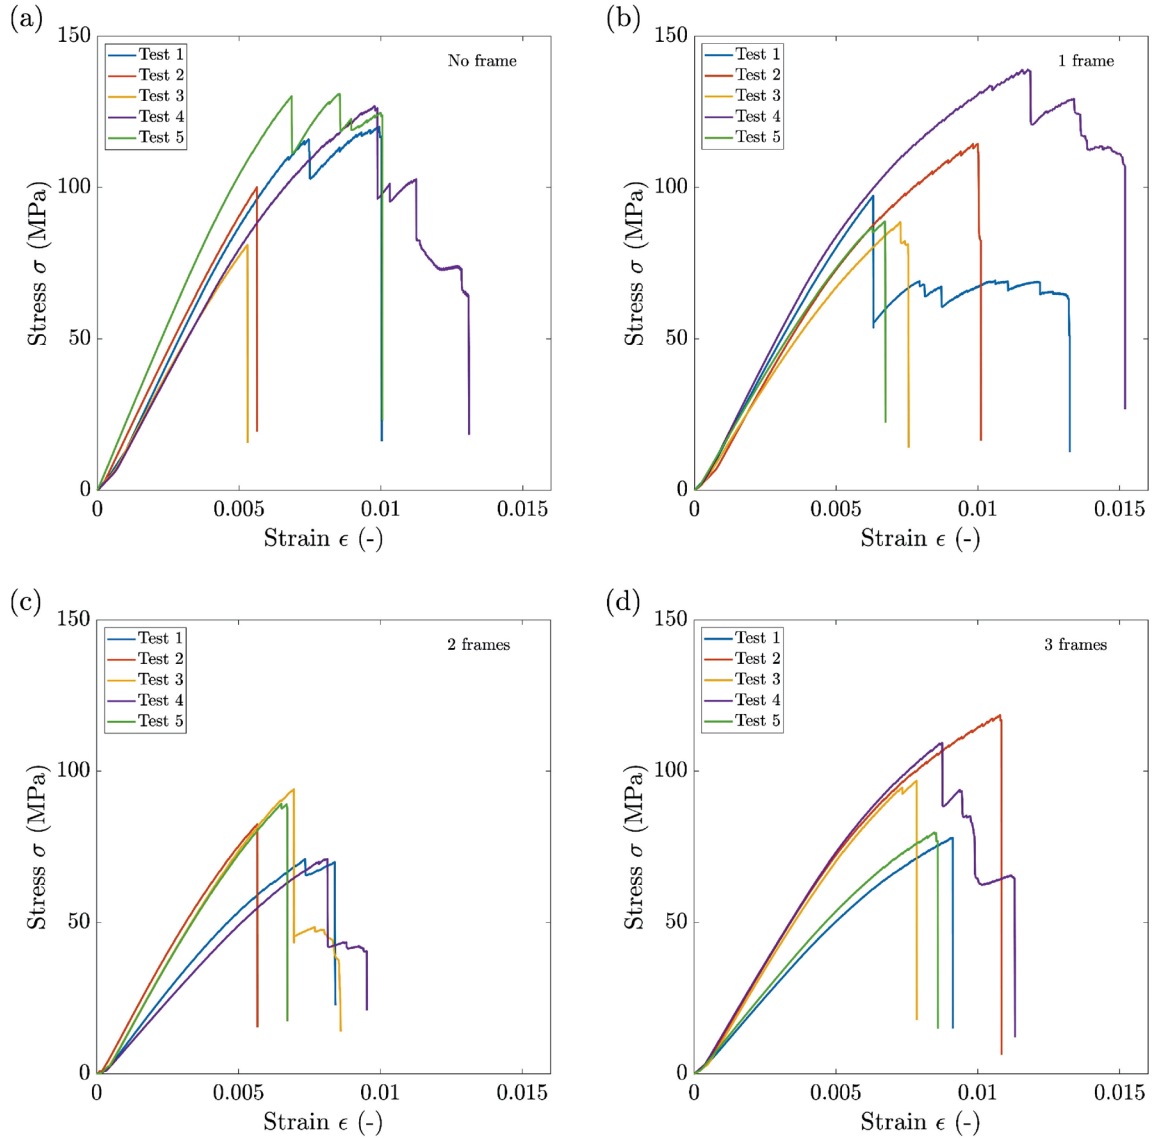 (a)
150
100
50
0
Stress σ (MPa)
Test 1
Test 2
Test 3
Test 4
Test 5
No frame
0 0.005 0.01 0.015
Strain ϵ (-)
(b)
150
100
50
0
Stress σ (MPa)
Test 1
Test 2
Test 3
Test 4
Test 5
1 frame
0 0.005 0.01 0.015
Strain ϵ (-)
(c)
150
100
50
0
Stress σ (MPa)
Test 1
Test 2
Test 3
Test 4
Test 5
2 frames
0 0.005 0.01 0.015
Strain ϵ (-)
(d)
150
100
50
0
Stress σ (MPa)
Test 1
Test 2
Test 3
Test 4
Test 5
3 frames
0 0.005 0.01 0.015
Strain ϵ (-)